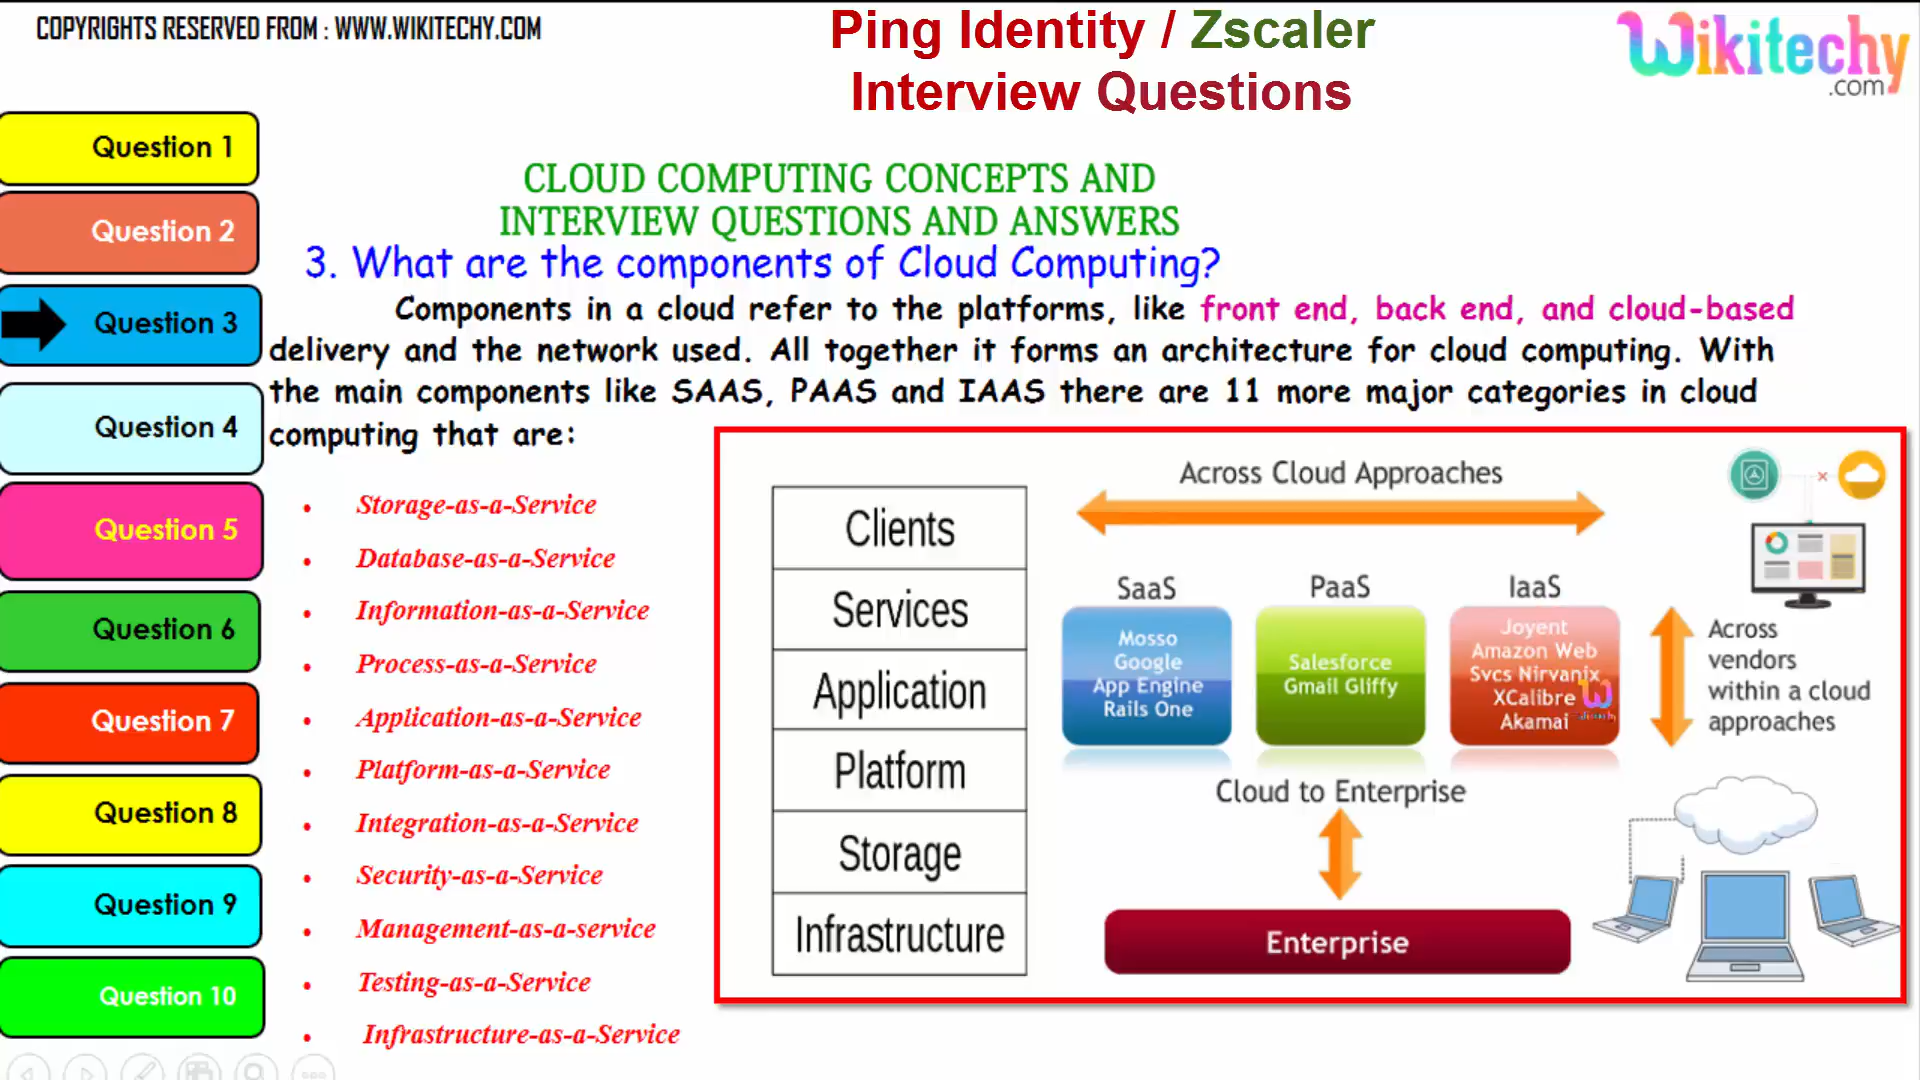 COPYRIGHTS RESERVED FROM : WWW.WIKITECHY.COM
Ping Identity / Zscaler
Interview Questions
Wikitechy
.com
Question 1
Question 2
Question 3
Question 4
Question 5
Question 6
Question 7
Question 8
Question 9
Question 10
CLOUD COMPUTING CONCEPTS AND
INTERVIEW QUESTIONS AND ANSWERS
3. What are the components of Cloud Computing?
Components in a cloud refer to the platforms, like front end, back end, and cloud-based
delivery and the network used. All together it forms an architecture for cloud computing. With
the main components like SAAS, PAAS and IAAS there are 11 more major categories in cloud
computing that are:
• Storage-as-a-Service
• Database-as-a-Service
• Information-as-a-Service
• Process-as-a-Service
• Application-as-a-Service
• Platform-as-a-Service
• Integration-as-a-Service
• Security-as-a-Service
• Management-as-a-service
• Testing-as-a-Service
• Infrastructure-as-a-Service
Clients
Services
Application
Platform
Storage
Infrastructure
Across Cloud Approaches
SaaS
Mosso
Google
App Engine
Rails One
PaaS
Salesforce
Gmail Gliffy
IaaS
Joyent
Amazon Web
Svcs Nirvanix
XCalibre
Akamai
Across
vendors
within a cloud
approaches
Cloud to Enterprise
Enterprise